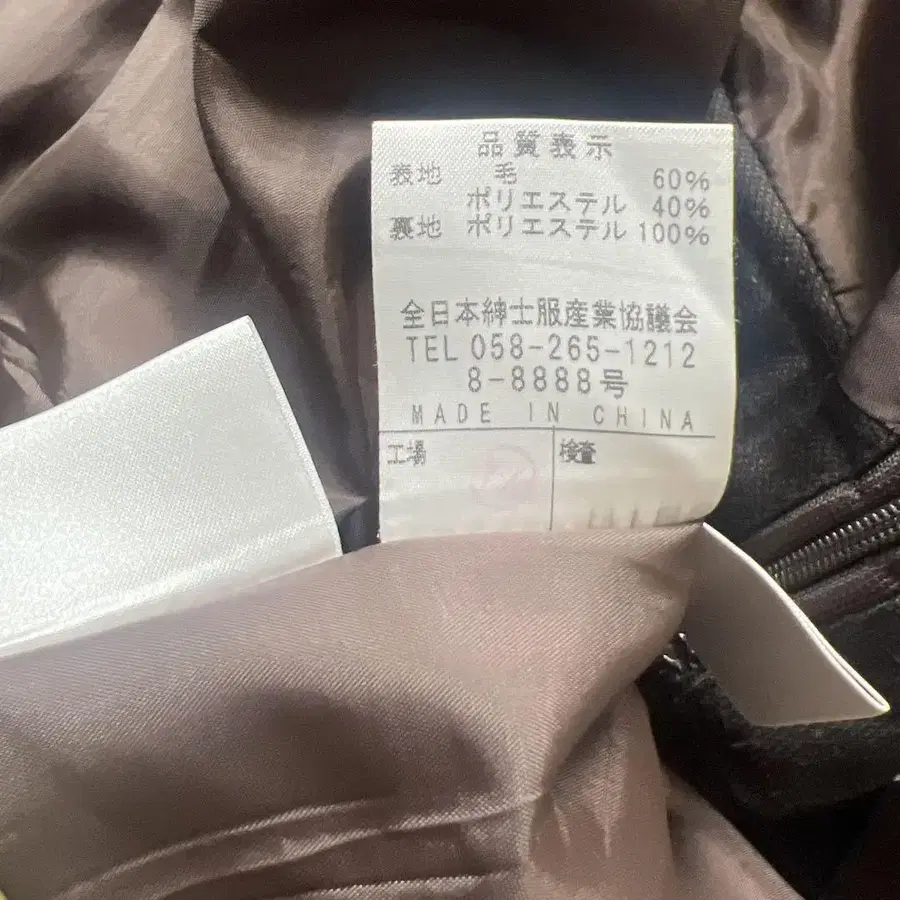 品質表示
表地 毛 60%
ポリエステル 40%
裏地 ポリエステル 100%
全日本紳士服産業協議会
TEL 058-265-1212
8-8888号
MADE IN CHINA
工場 検査